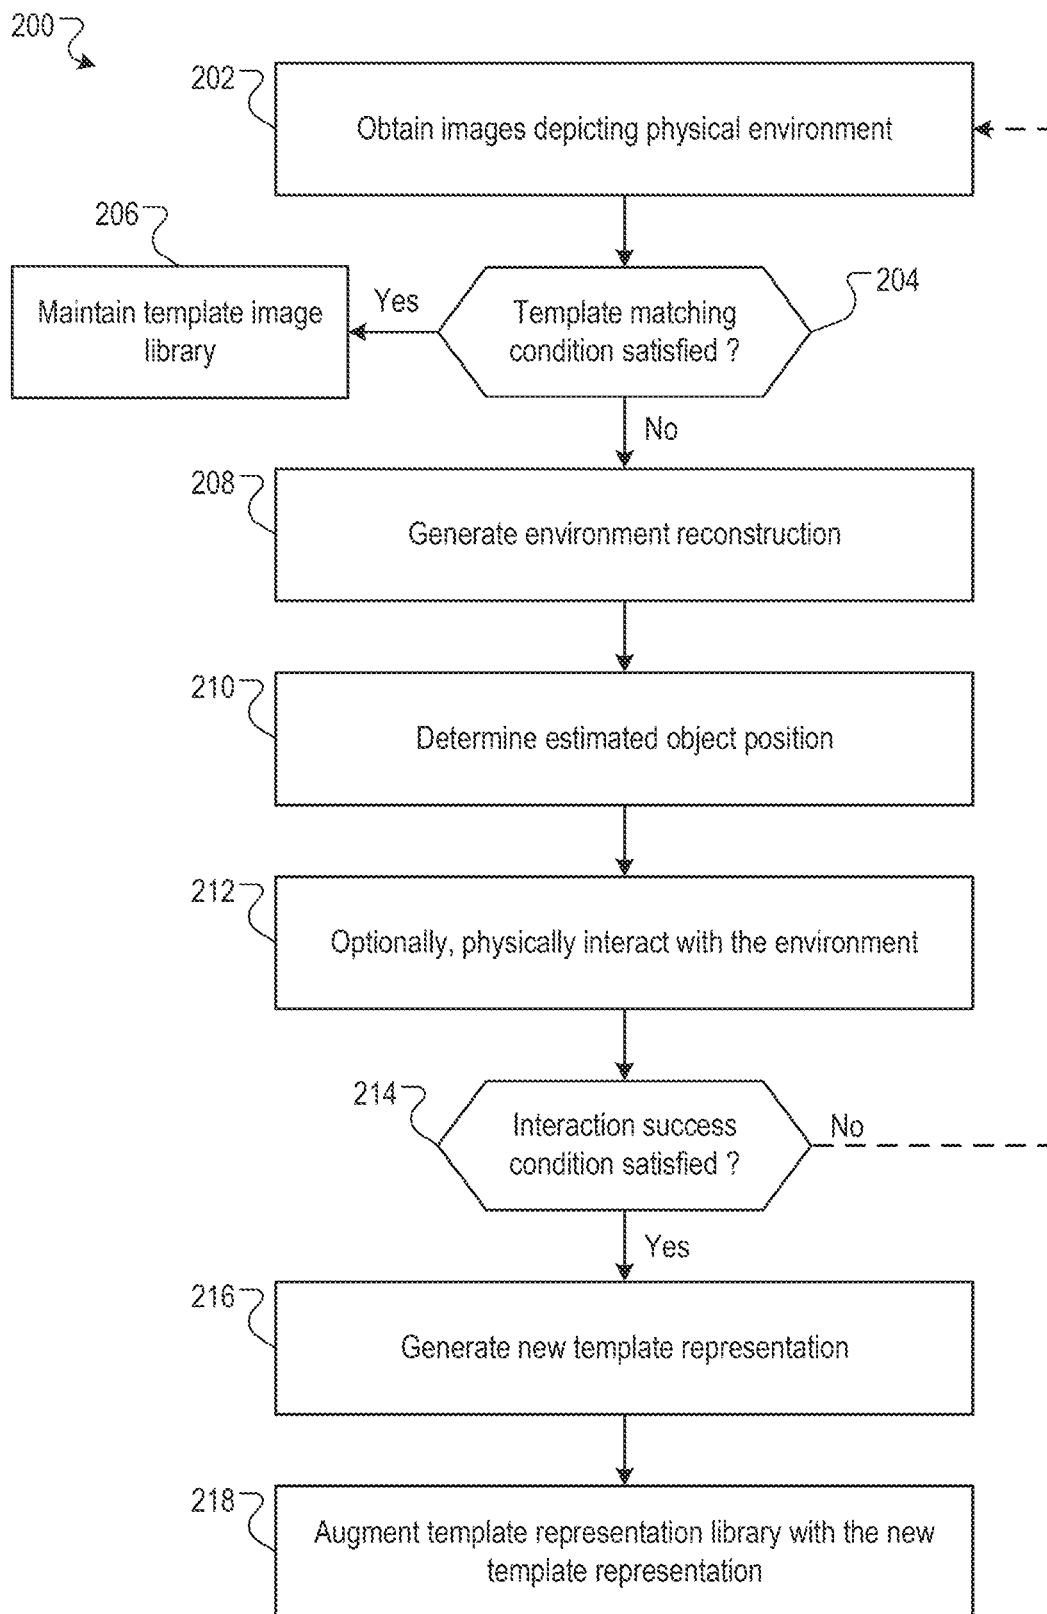 200
202
Obtain images depicting physical environment
206
Maintain template image
library
Yes
Template matching
condition satisfied ?
204
No
208
Generate environment reconstruction
210
Determine estimated object position
212
Optionally, physically interact with the environment
214
Interaction success
condition satisfied ?
No
Yes
216
Generate new template representation
218
Augment template representation library with the new
template representation